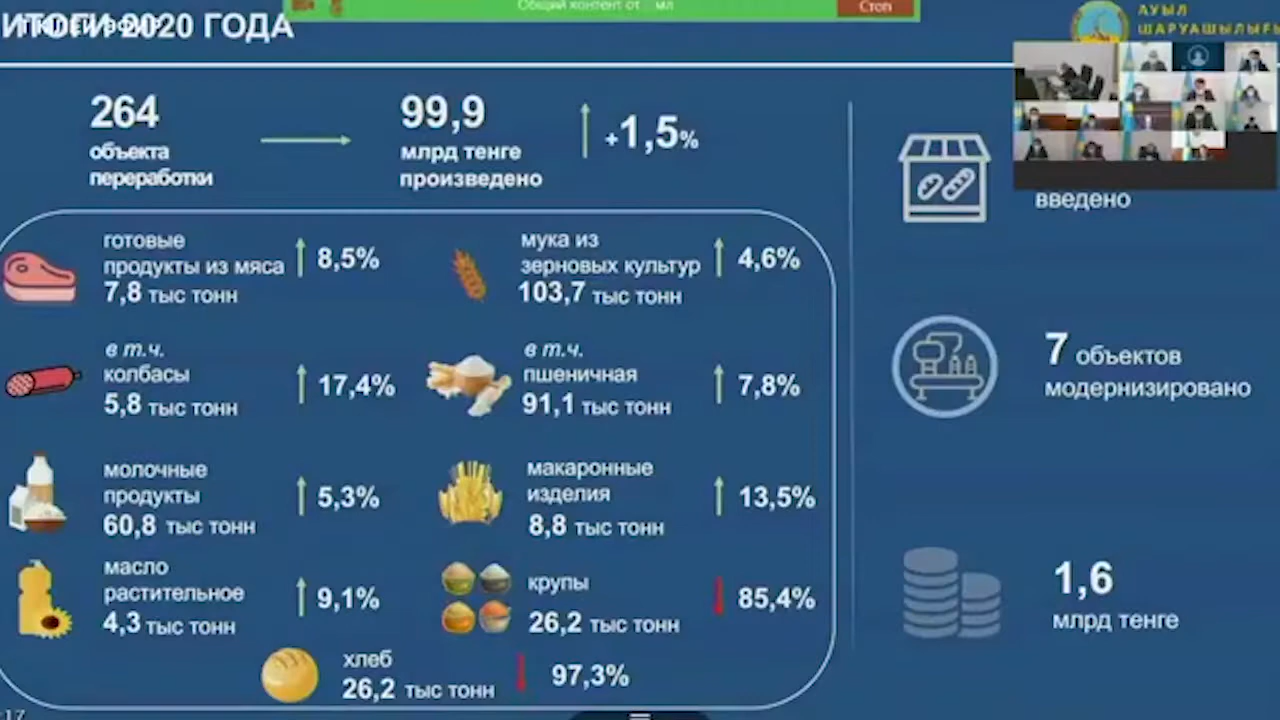 ИТОГИ 2020 ГОДА
Общий контент от
мл
Стоп
АУЫЛ
ШАРУАШЫЛЫҒЫ
264
объекта
переработки
99,9
млрд тенге
произведено
+1,5%
готовые
продукты из мяса
7,8 тыс тонн
8,5%
мука из
зерновых культур
103,7 тыс тонн
4,6%
в т.ч.
колбасы
5,8 тыс тонн
17,4%
в т.ч.
пшеничная
91,1 тыс тонн
7,8%
молочные
продукты
60,8 тыс тонн
5,3%
макаронные
изделия
8,8 тыс тонн
13,5%
масло
растительное
4,3 тыс тонн
9,1%
крупы
26,2 тыс тонн
85,4%
хлеб
26,2 тыс тонн
97,3%
введено
7 объектов
модернизировано
1,6
млрд тенге
:17